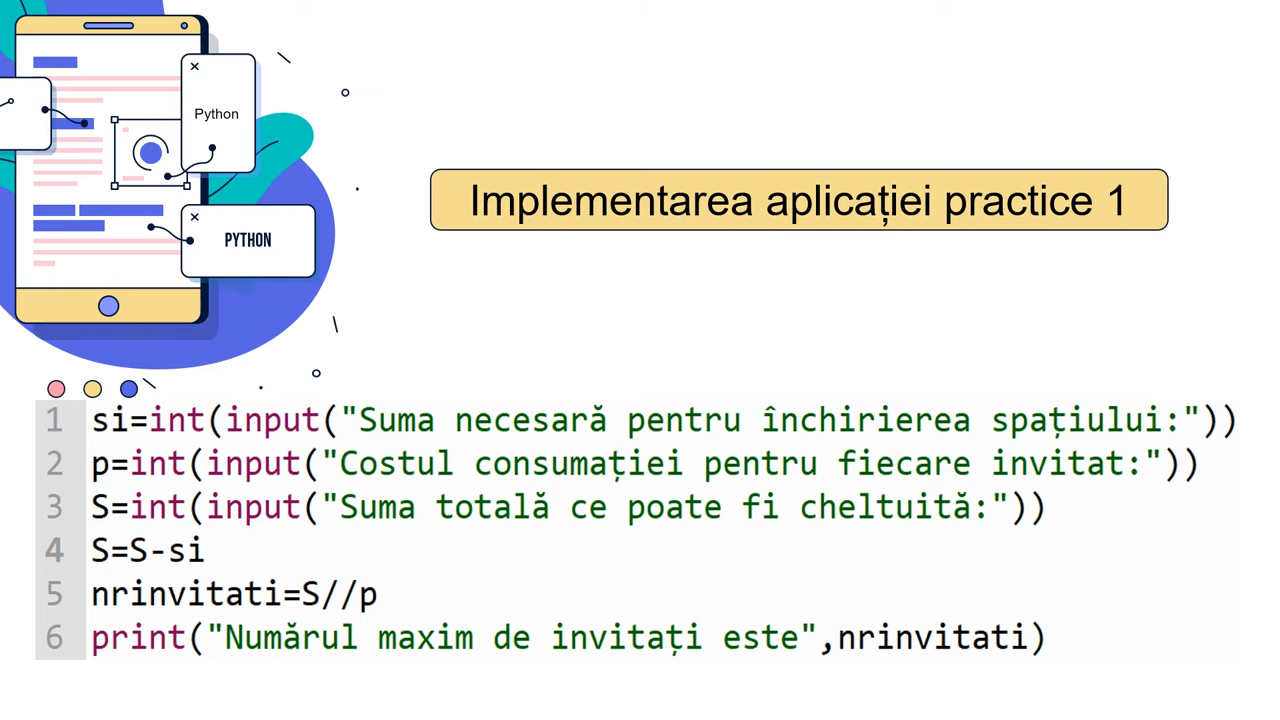 Python
PYTHON
Implementarea aplicației practice 1
1 si=int(input("Suma necesară pentru închirierea spațiului:"))
2 p=int(input("Costul consumației pentru fiecare invitat:"))
3 S=int(input("Suma totală ce poate fi cheltuită:"))
4 S=S-si
5 nrinvitati=S//p
6 print("Numărul maxim de invitați este",nrinvitati)